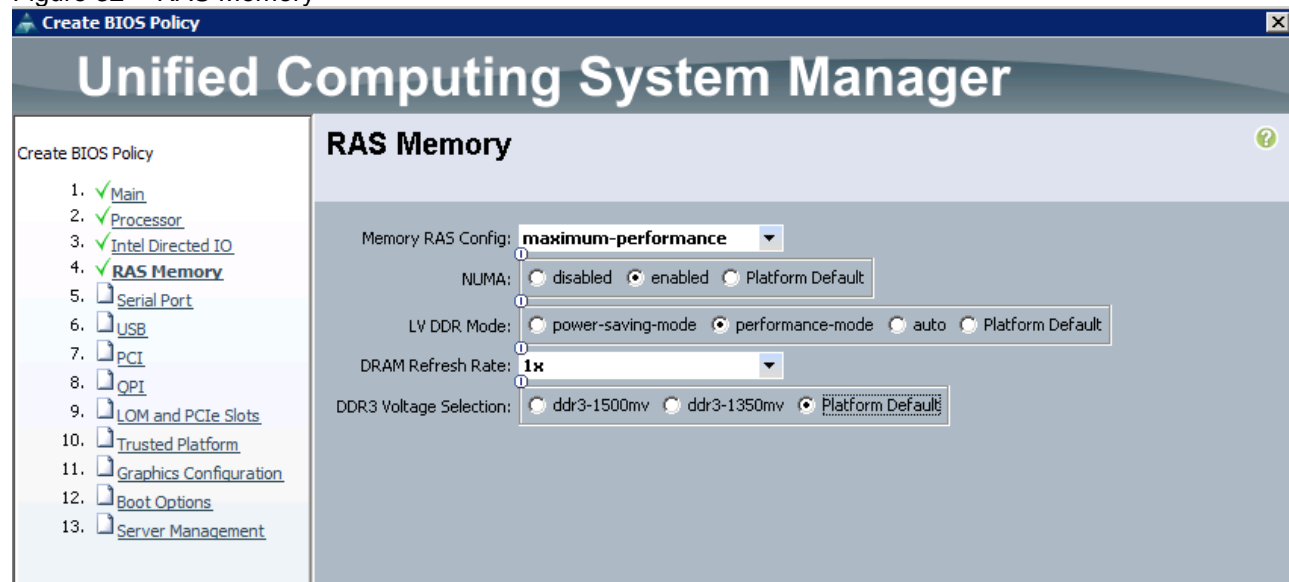 Figure 32 RAS Memory
Create BIOS Policy
Unified Computing System Manager
Create BIOS Policy
1. Main
2. Processor
3. Intel Directed IO
4. RAS Memory
5. Serial Port
6. USB
7. PCI
8. QPI
9. LOM and PCIe Slots
10. Trusted Platform
11. Graphics Configuration
12. Boot Options
13. Server Management
RAS Memory
Memory RAS Config: maximum-performance
NUMA: disabled enabled Platform Default
LV DDR Mode: power-saving-mode performance-mode auto Platform Default
DRAM Refresh Rate: 1x
DDR3 Voltage Selection: ddr3-1500mv ddr3-1350mv Platform Default